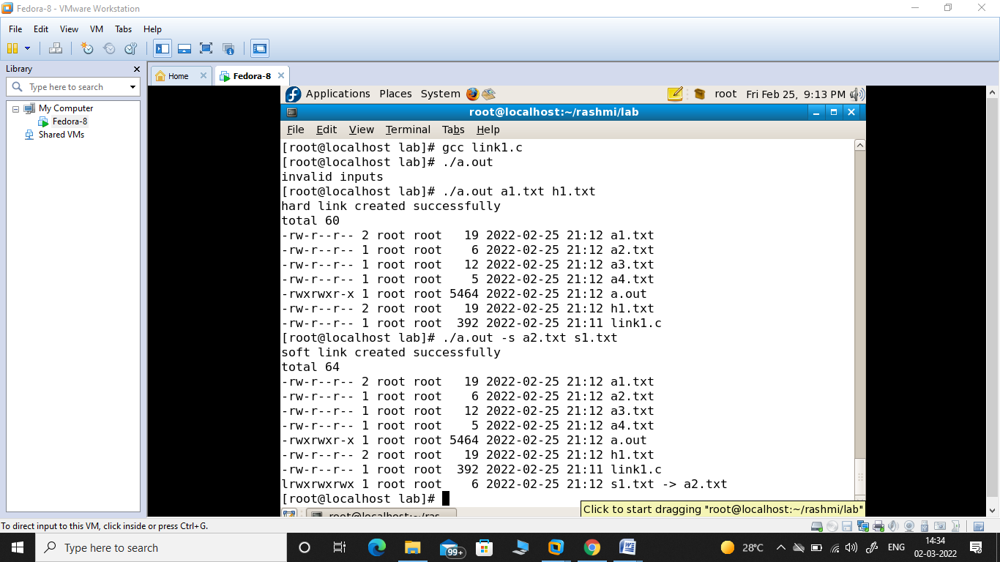 Fedora-8 - VMware Workstation
File Edit View VM Tabs Help
Library
Type here to search
My Computer
Fedora-8
Shared VMs
Home
Fedora-8
Applications Places System root Fri Feb 25, 9:13 PM
root@localhost:~/rashmi/lab
File Edit View Terminal Tabs Help
[root@localhost lab]# gcc link1.c
[root@localhost lab]# ./a.out
invalid inputs
[root@localhost lab]# ./a.out a1.txt h1.txt
hard link created successfully
total 60
-rw-r--r-- 2 root root   19 2022-02-25 21:12 a1.txt
-rw-r--r-- 1 root root    6 2022-02-25 21:12 a2.txt
-rw-r--r-- 1 root root   12 2022-02-25 21:12 a3.txt
-rw-r--r-- 1 root root    5 2022-02-25 21:12 a4.txt
-rwxrwxr-x 1 root root 5464 2022-02-25 21:12 a.out
-rw-r--r-- 2 root root   19 2022-02-25 21:12 h1.txt
-rw-r--r-- 1 root root  392 2022-02-25 21:11 link1.c
[root@localhost lab]# ./a.out -s a2.txt s1.txt
soft link created successfully
total 64
-rw-r--r-- 2 root root   19 2022-02-25 21:12 a1.txt
-rw-r--r-- 1 root root    6 2022-02-25 21:12 a2.txt
-rw-r--r-- 1 root root   12 2022-02-25 21:12 a3.txt
-rw-r--r-- 1 root root    5 2022-02-25 21:12 a4.txt
-rwxrwxr-x 1 root root 5464 2022-02-25 21:12 a.out
-rw-r--r-- 2 root root   19 2022-02-25 21:12 h1.txt
-rw-r--r-- 1 root root  392 2022-02-25 21:11 link1.c
lrwxrwxrwx 1 root root    6 2022-02-25 21:12 s1.txt -> a2.txt
[root@localhost lab]#
Click to start dragging "root@localhost:~/rashmi/lab"
root@localhost:~/ras
To direct input to this VM, click inside or press Ctrl+G.
Type here to search
99+
28°C
ENG
14:34
02-03-2022